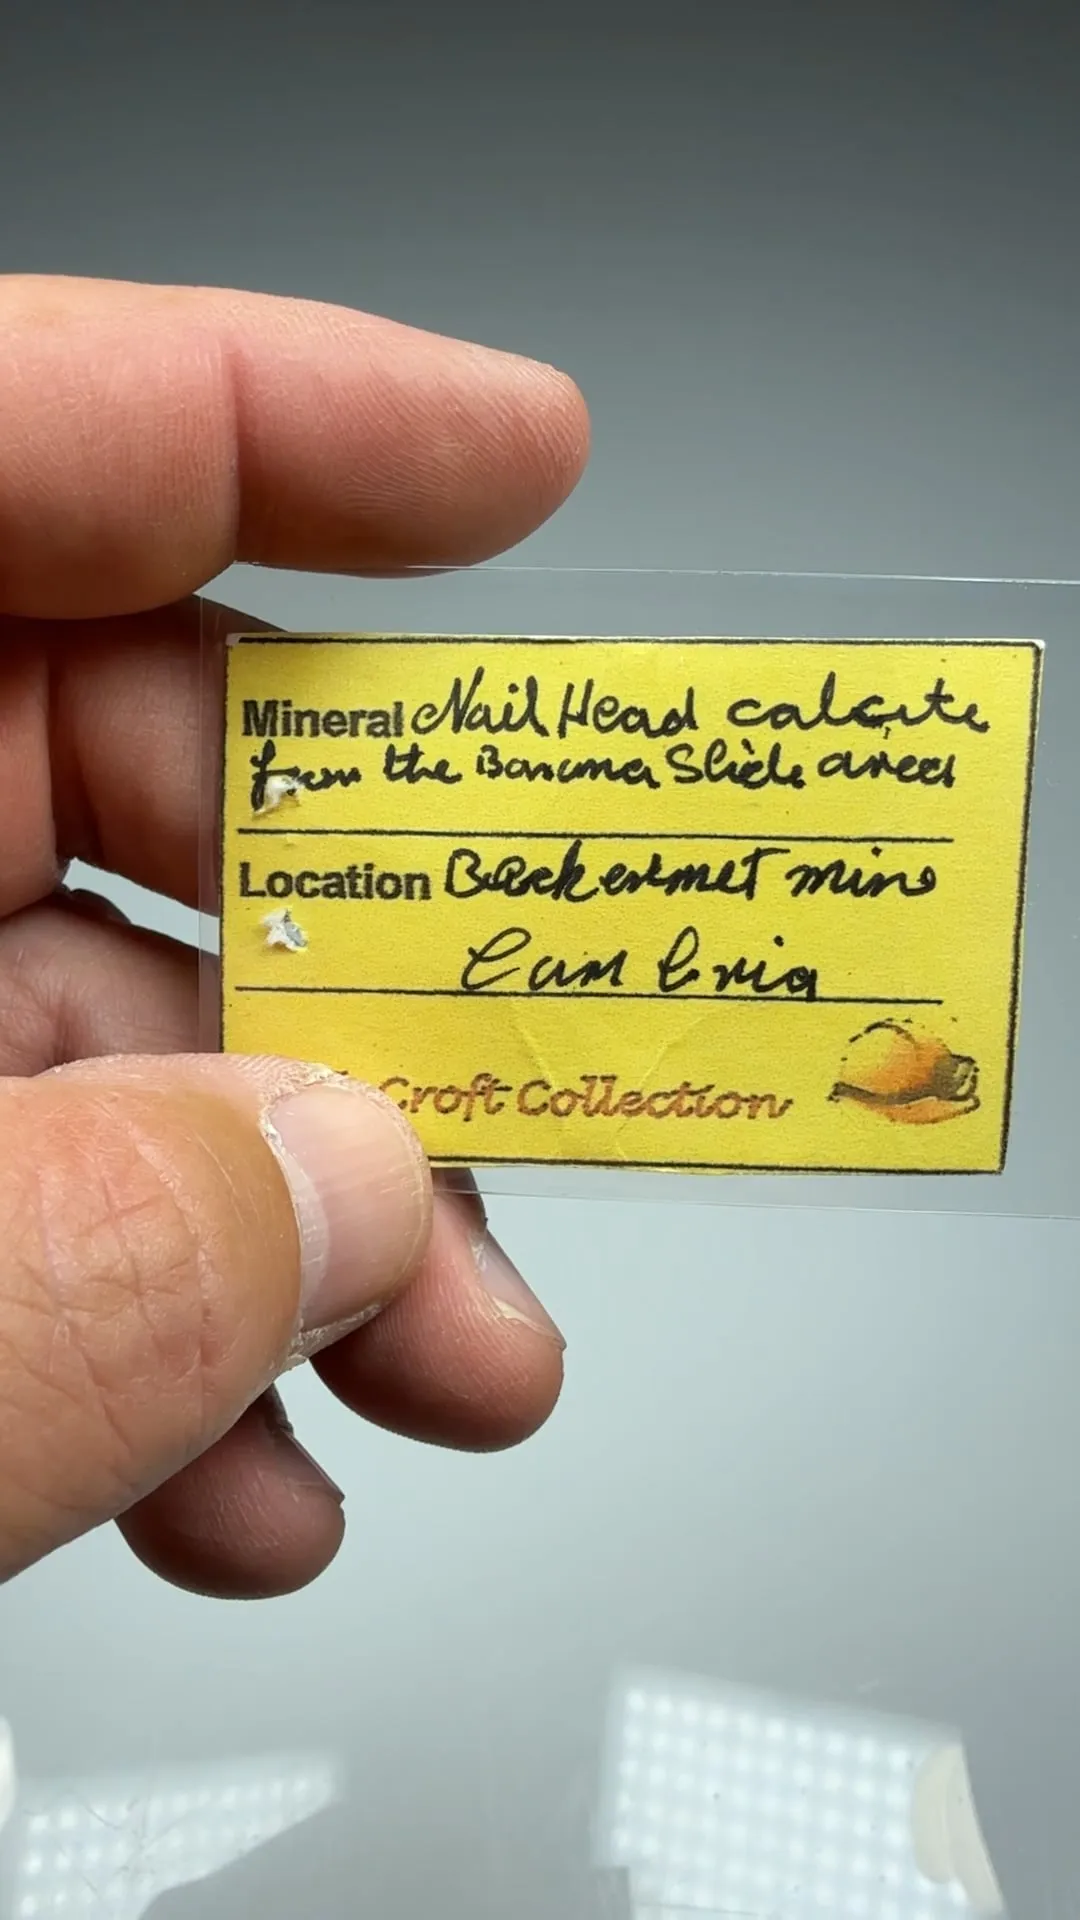 Mineral Nail Head calcite
from the Banana Slide area
Location Beckermet mine
Cumbria
Croft Collection